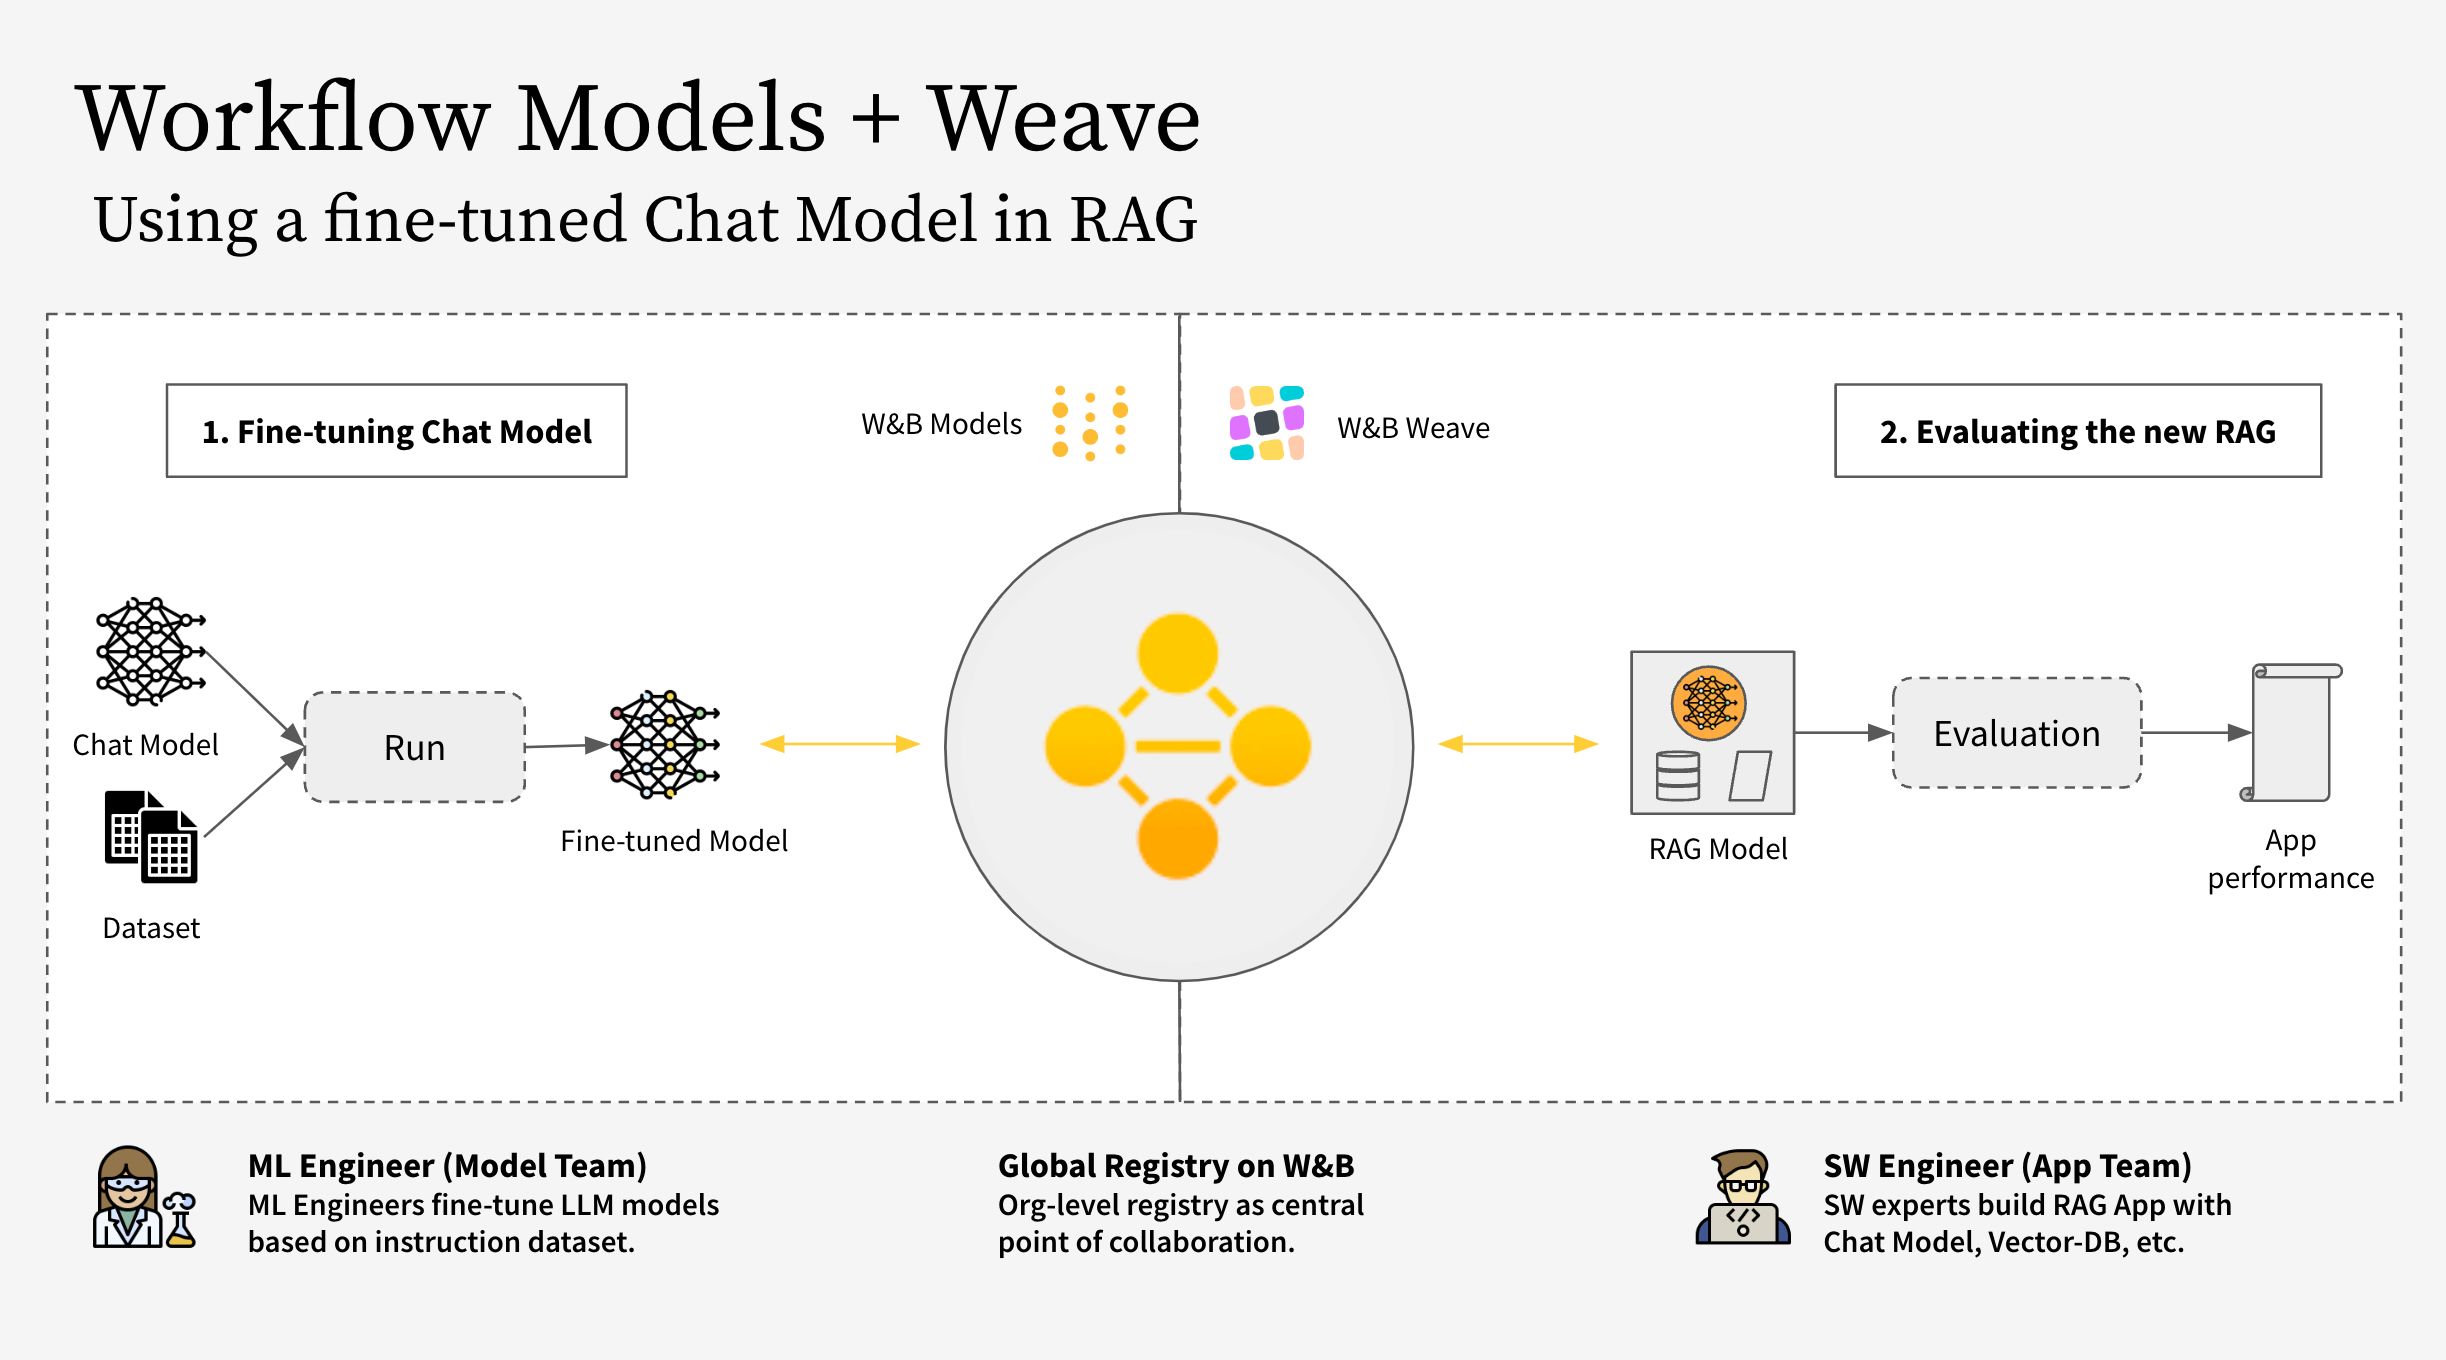 Workflow Models + Weave
Using a fine-tuned Chat Model in RAG
1. Fine-tuning Chat Model
W&B Models
W&B Weave
2. Evaluating the new RAG
Chat Model
Dataset
Run
Fine-tuned Model
RAG Model
Evaluation
App
performance
ML Engineer (Model Team)
ML Engineers fine-tune LLM models
based on instruction dataset.
Global Registry on W&B
Org-level registry as central
point of collaboration.
SW Engineer (App Team)
SW experts build RAG App with
Chat Model, Vector-DB, etc.